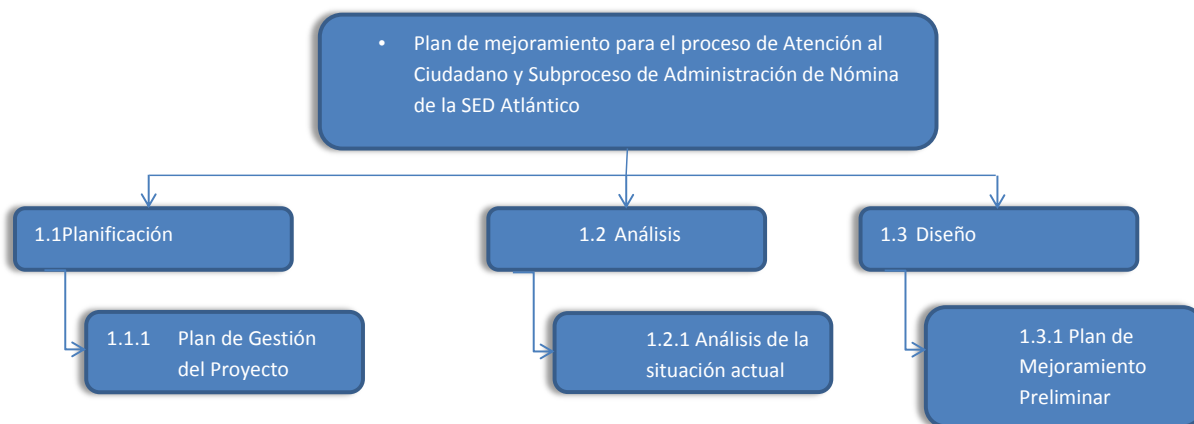 • Plan de mejoramiento para el proceso de Atención al
Ciudadano y Subproceso de Administración de Nómina
de la SED Atlántico
1.1Planificación
1.2 Análisis
1.3 Diseño
1.1.1 Plan de Gestión
del Proyecto
1.2.1 Análisis de la
situación actual
1.3.1 Plan de
Mejoramiento
Preliminar